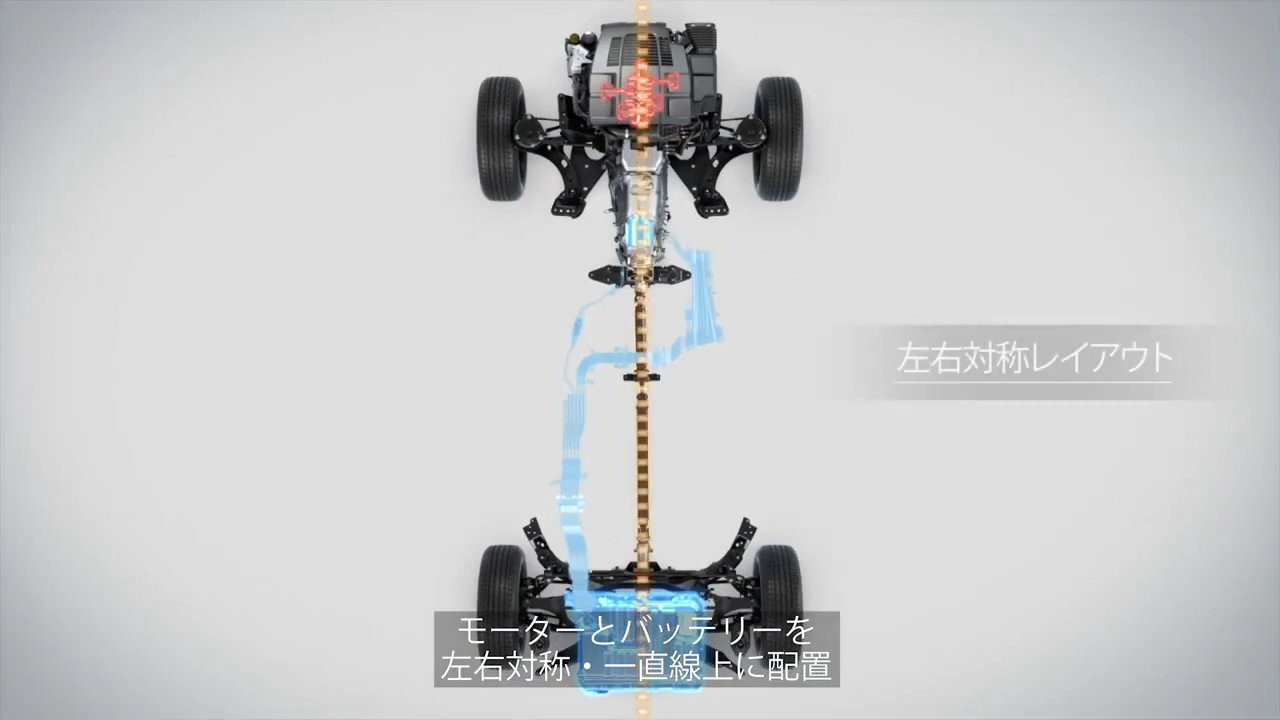 左右対称レイアウト
モーターとバッテリーを
左右対称・一直線上に配置